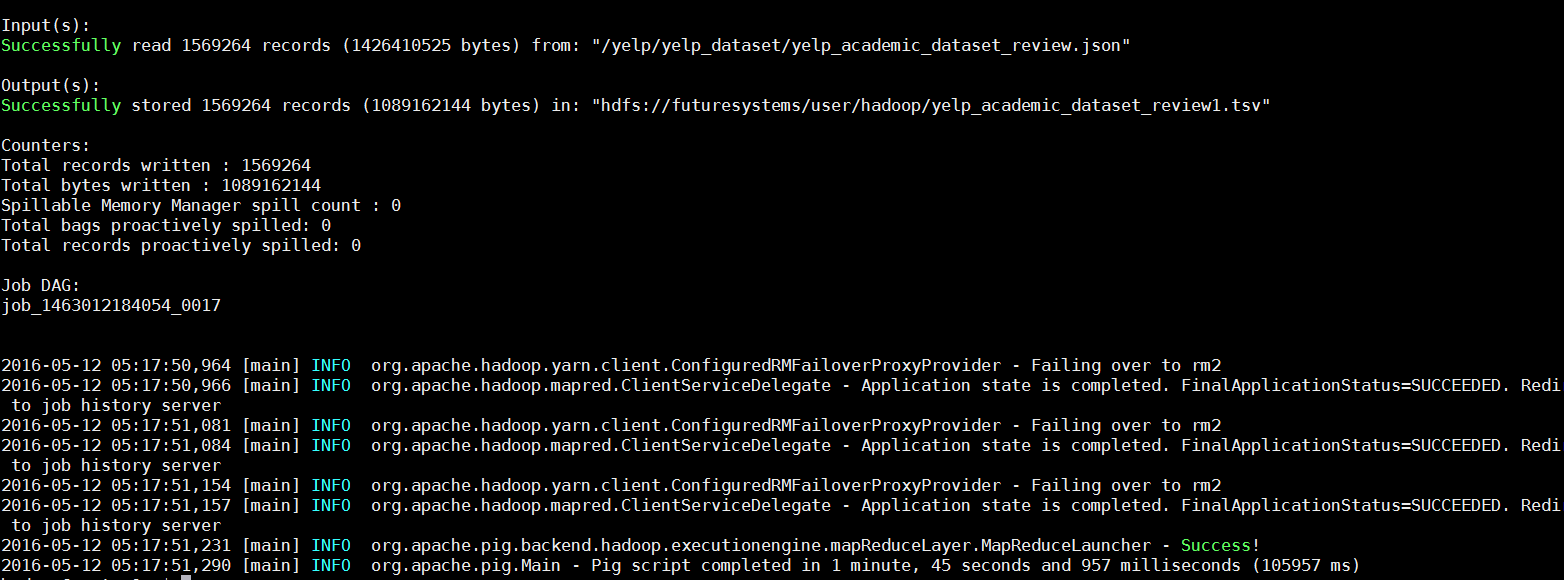 Input(s):
Successfully read 1569264 records (1426410525 bytes) from: "/yelp/yelp_dataset/yelp_academic_dataset_review.json"
Output(s):
Successfully stored 1569264 records (1089162144 bytes) in: "hdfs://futuresystems/user/hadoop/yelp_academic_dataset_review1.tsv"
Counters:
Total records written : 1569264
Total bytes written : 1089162144
Spillable Memory Manager spill count : 0
Total bags proactively spilled: 0
Total records proactively spilled: 0
Job DAG:
job_1463012184054_0017
2016-05-12 05:17:50,964 [main] INFO  org.apache.hadoop.yarn.client.ConfiguredRMFailoverProxyProvider - Failing over to rm2
2016-05-12 05:17:50,966 [main] INFO  org.apache.hadoop.mapred.ClientServiceDelegate - Application state is completed. FinalApplicationStatus=SUCCEEDED. Redi
to job history server
2016-05-12 05:17:51,081 [main] INFO  org.apache.hadoop.yarn.client.ConfiguredRMFailoverProxyProvider - Failing over to rm2
2016-05-12 05:17:51,084 [main] INFO  org.apache.hadoop.mapred.ClientServiceDelegate - Application state is completed. FinalApplicationStatus=SUCCEEDED. Redi
to job history server
2016-05-12 05:17:51,154 [main] INFO  org.apache.hadoop.yarn.client.ConfiguredRMFailoverProxyProvider - Failing over to rm2
2016-05-12 05:17:51,157 [main] INFO  org.apache.hadoop.mapred.ClientServiceDelegate - Application state is completed. FinalApplicationStatus=SUCCEEDED. Redi
to job history server
2016-05-12 05:17:51,231 [main] INFO  org.apache.pig.backend.hadoop.executionengine.mapReduceLayer.MapReduceLauncher - Success!
2016-05-12 05:17:51,290 [main] INFO  org.apache.pig.Main - Pig script completed in 1 minute, 45 seconds and 957 milliseconds (105957 ms)